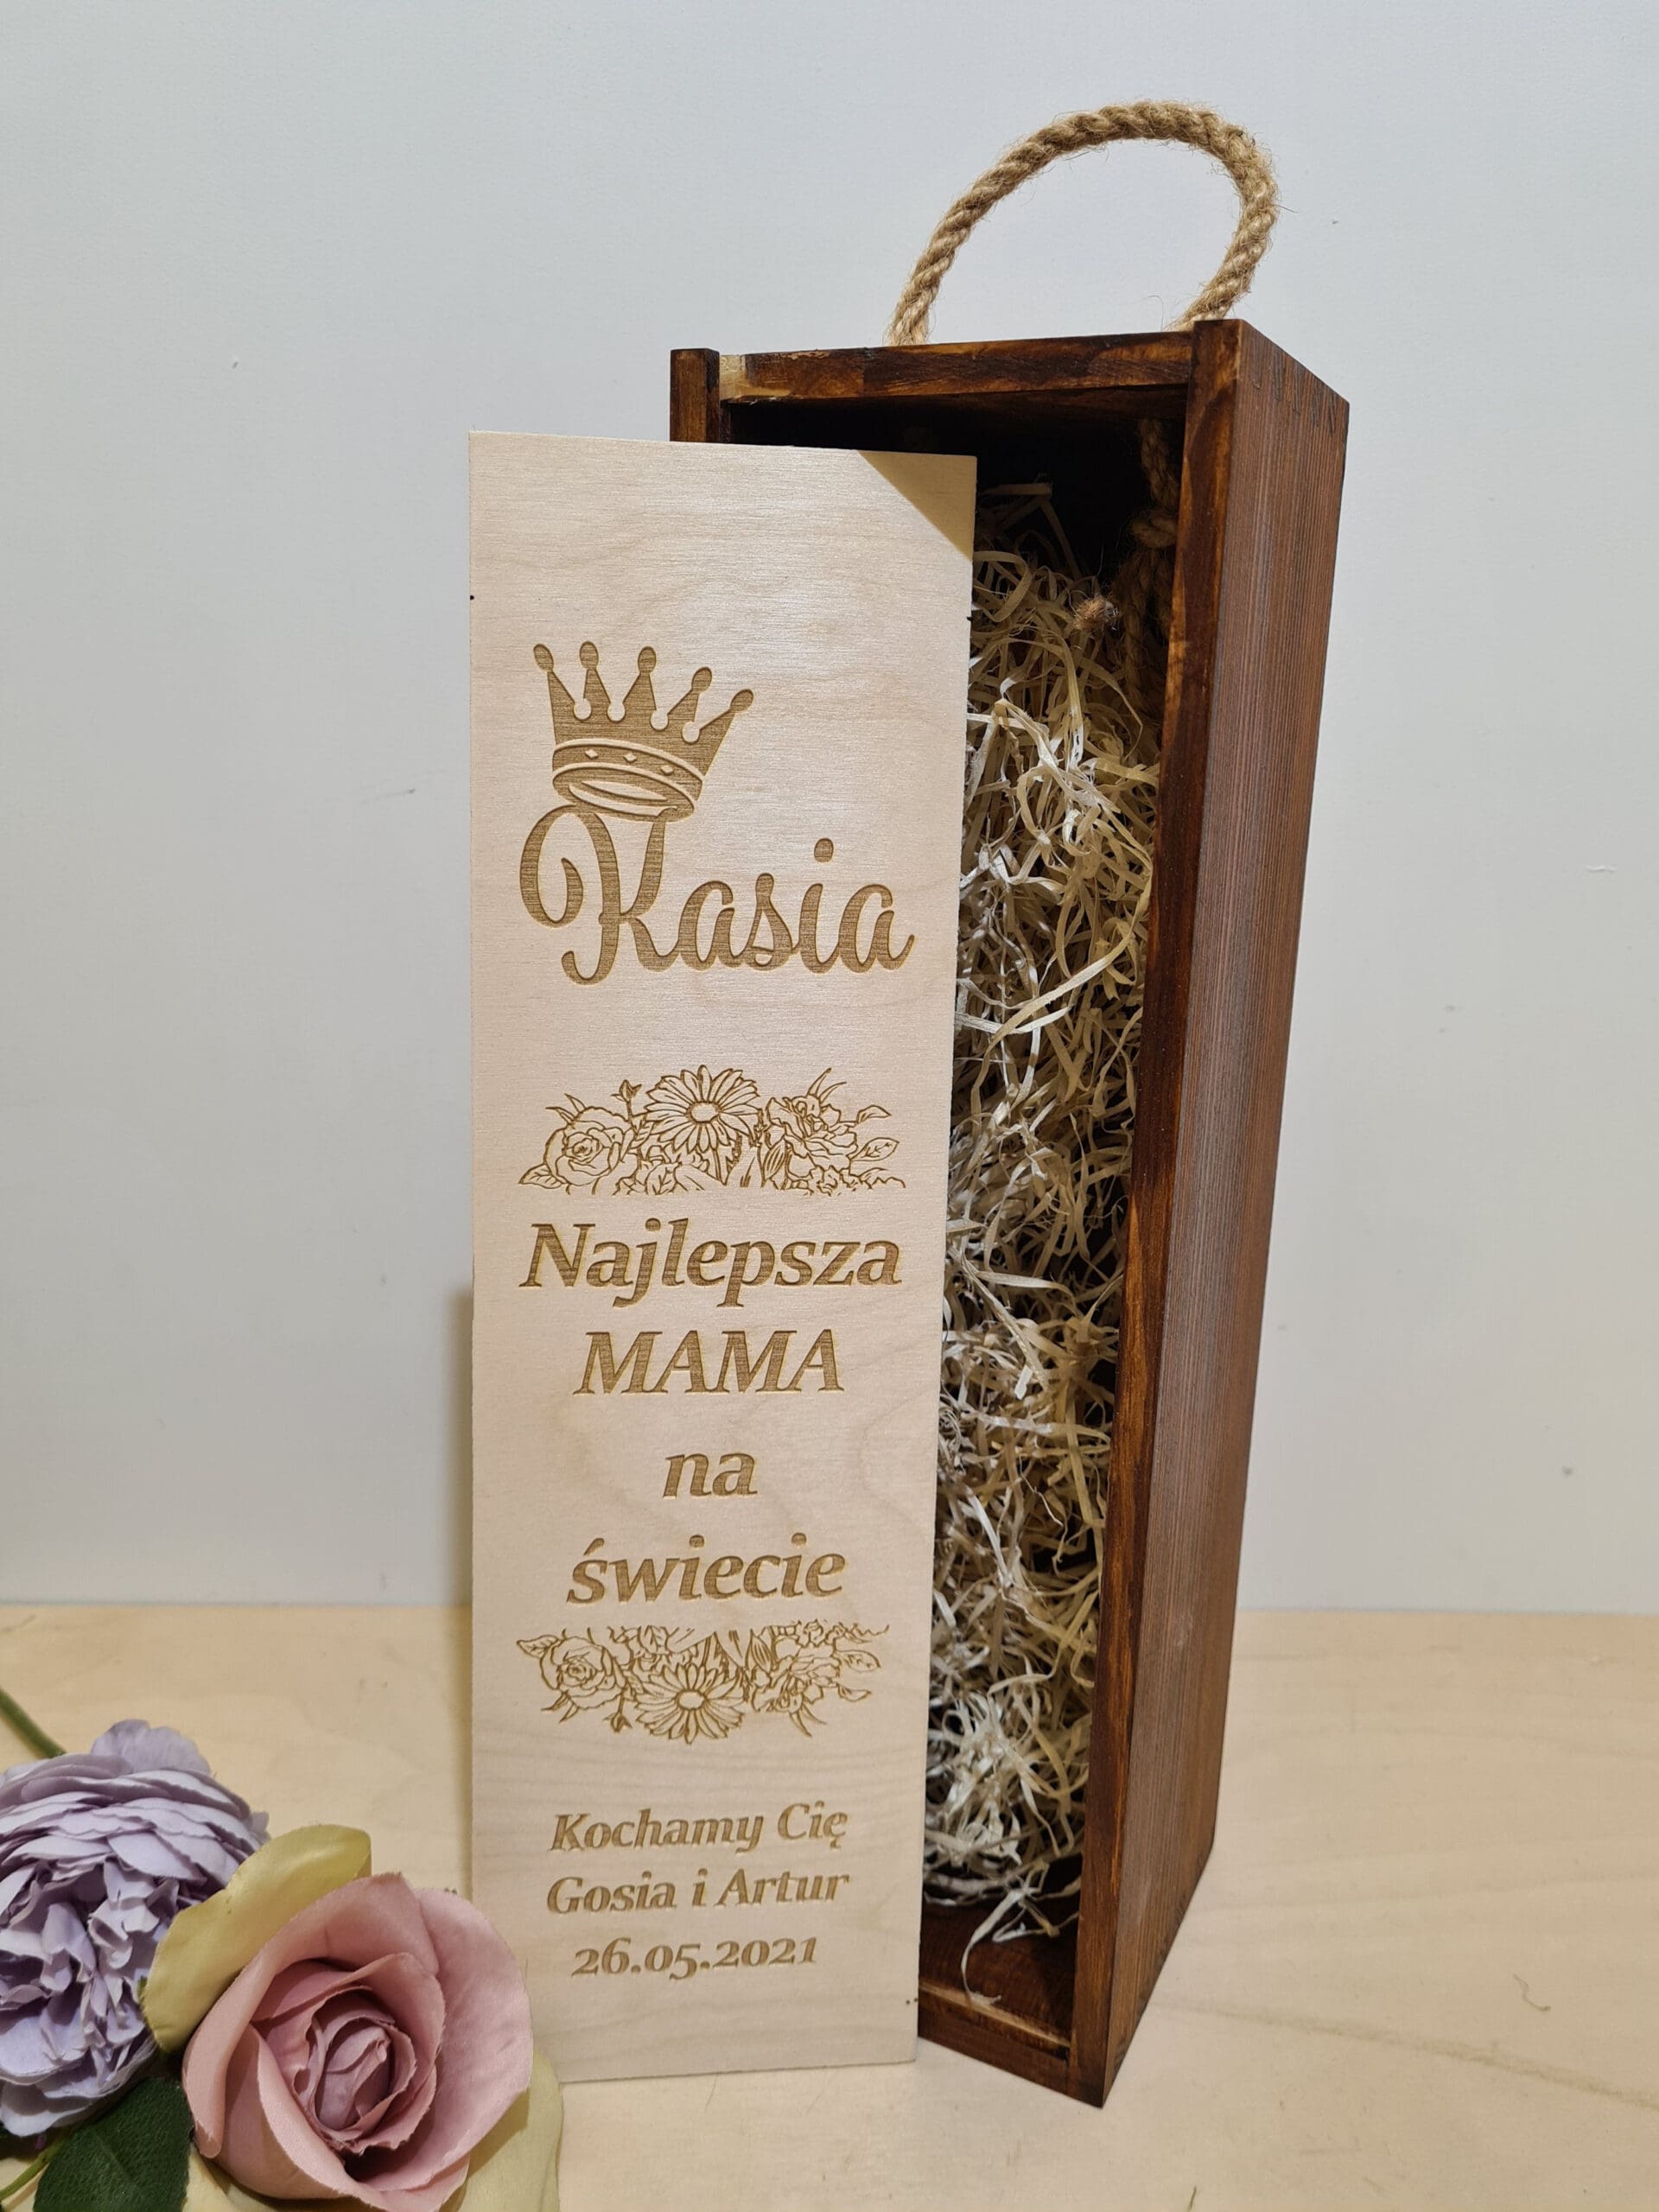 Kasia
Najlepsza
MAMA
na
świecie
Kochamy Cię
Gosia i Artur
26.05.2021